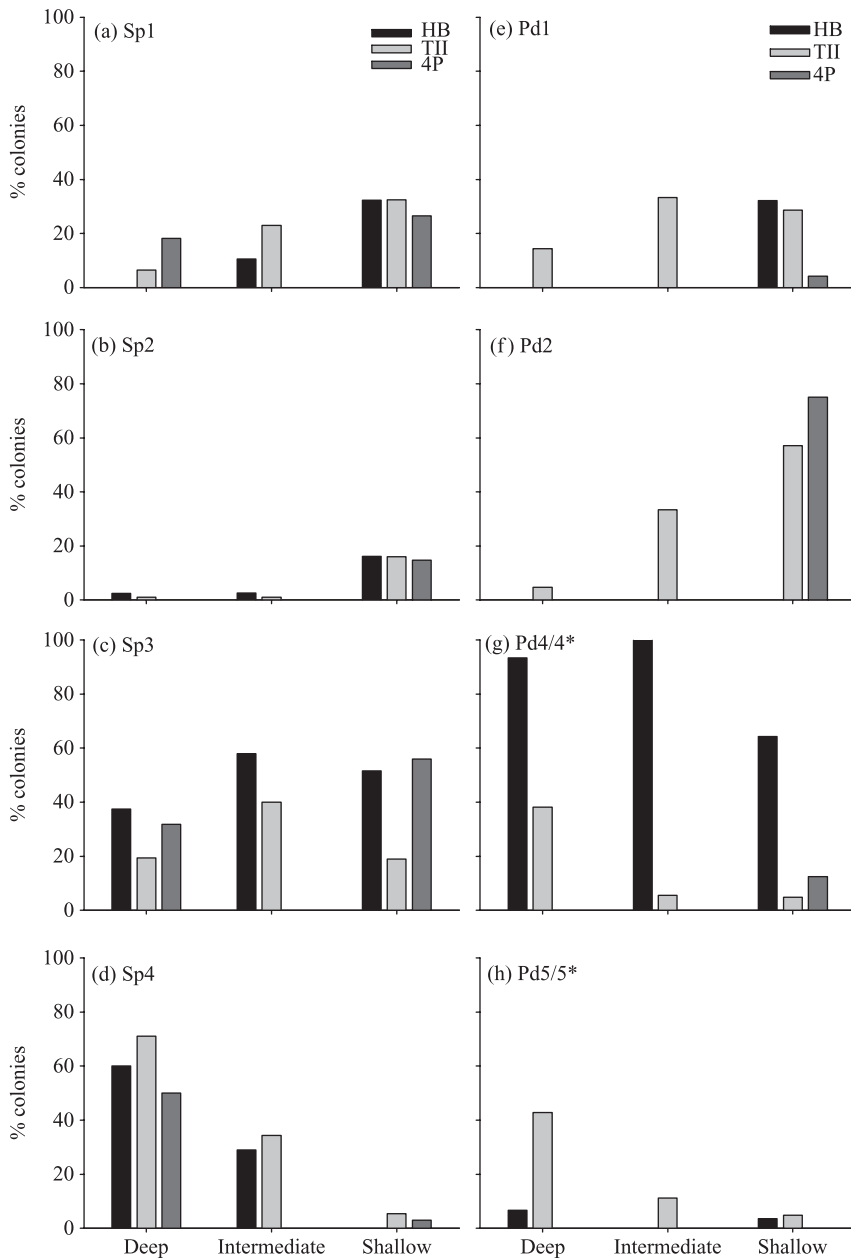 (a) Sp1
HB
TII
4P
100
80
60
40
20
0
% colonies
(e) Pd1
HB
TII
4P
(b) Sp2
100
80
60
40
20
0
% colonies
(f) Pd2
(c) Sp3
100
80
60
40
20
0
% colonies
(g) Pd4/4*
(d) Sp4
100
80
60
40
20
0
% colonies
(h) Pd5/5*
Deep Intermediate Shallow
Deep Intermediate Shallow